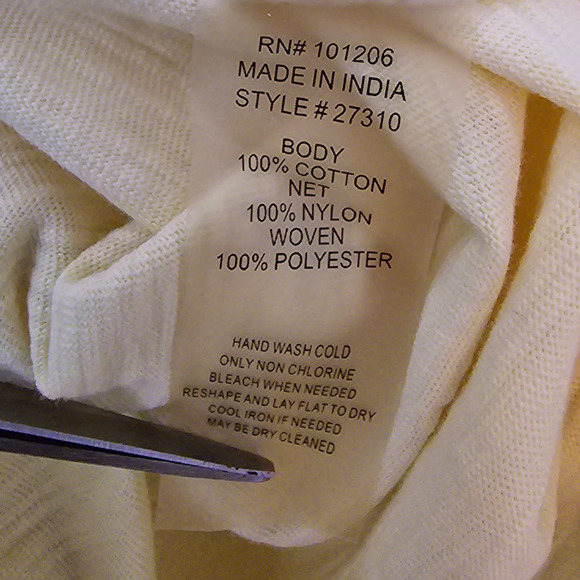 RN# 101206
MADE IN INDIA
STYLE # 27310
BODY
100% COTTON
NET
100% NYLON
WOVEN
100% POLYESTER
HAND WASH COLD
ONLY NON CHLORINE
BLEACH WHEN NEEDED
RESHAPE AND LAY FLAT TO DRY
COOL IRON IF NEEDED
MAY BE DRY CLEANED